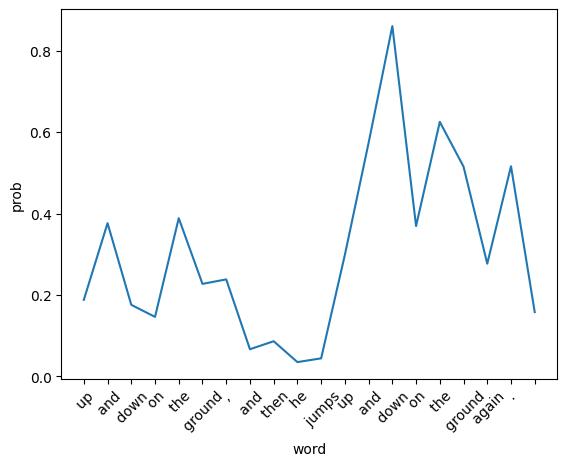 prob
0.8
0.6
0.4
0.2
0.0
up and down on the ground , and then he jumps up and down on the ground again .
word